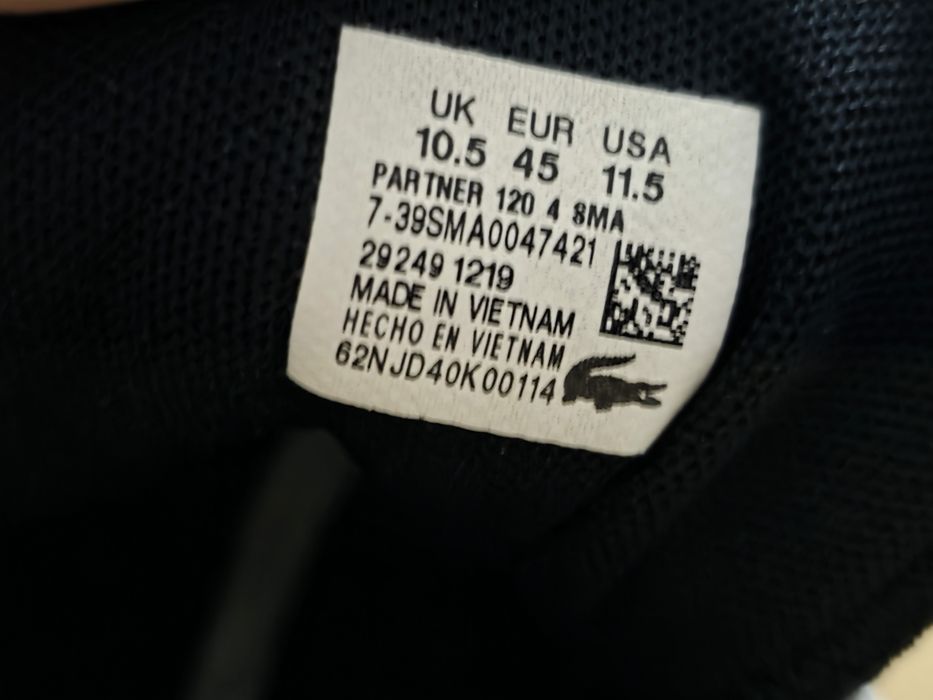 UK EUR USA
10.5 45 11.5
PARTNER 120 4 SMA
7-39SMA0047421
29249 1219
MADE IN VIETNAM
HECHO EN VIETNAM
62NJD40K00114